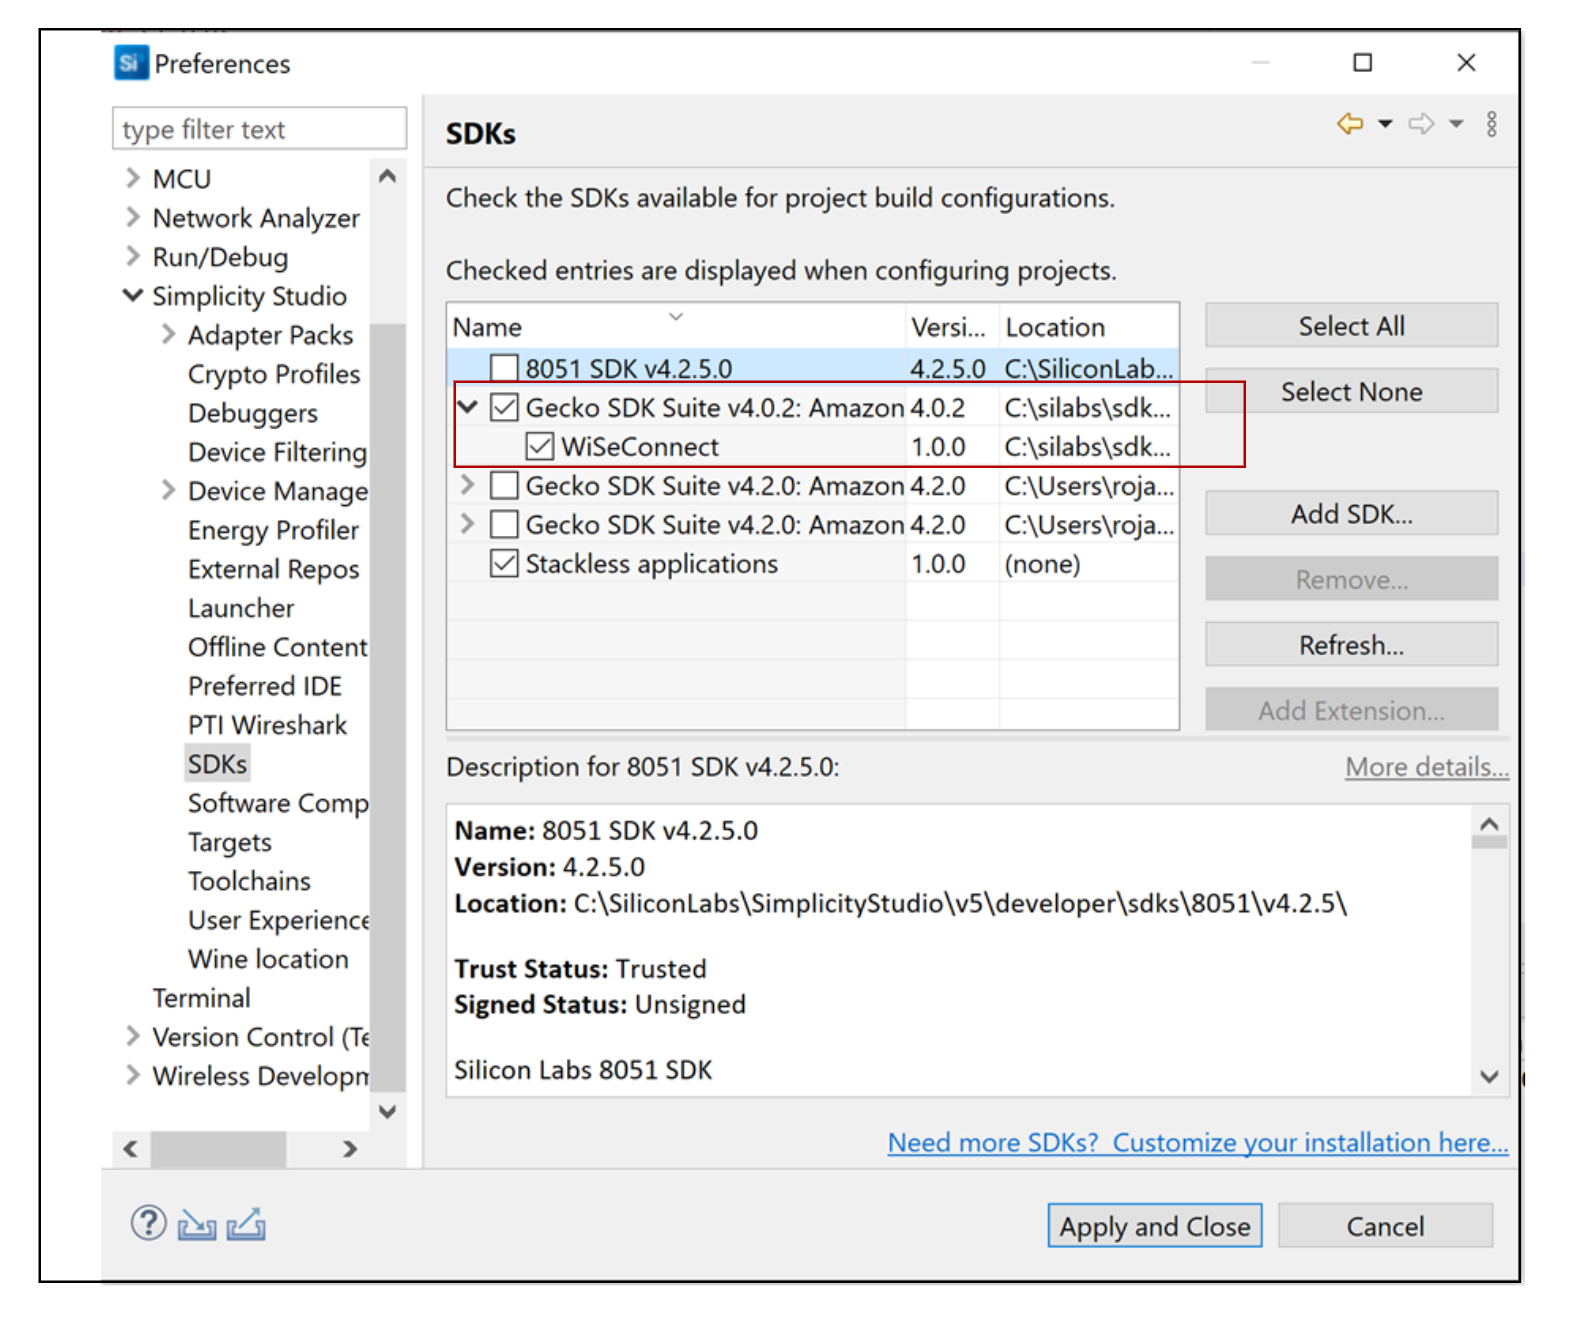 Si Preferences
type filter text
MCU
Network Analyzer
Run/Debug
Simplicity Studio
Adapter Packs
Crypto Profiles
Debuggers
Device Filtering
Device Manage
Energy Profiler
External Repos
Launcher
Offline Content
Preferred IDE
PTI Wireshark
SDKs
Software Comp
Targets
Toolchains
User Experience
Wine location
Terminal
Version Control (Te
Wireless Developm
SDKs
Check the SDKs available for project build configurations.
Checked entries are displayed when configuring projects.
Name Versi... Location
8051 SDK v4.2.5.0 4.2.5.0 C:\SiliconLab...
Gecko SDK Suite v4.0.2: Amazon 4.0.2 C:\silabs\sdk...
WiSeConnect 1.0.0 C:\silabs\sdk...
Gecko SDK Suite v4.2.0: Amazon 4.2.0 C:\Users\roja...
Gecko SDK Suite v4.2.0: Amazon 4.2.0 C:\Users\roja...
Stackless applications 1.0.0 (none)
Select All
Select None
Add SDK...
Remove...
Refresh...
Add Extension...
Description for 8051 SDK v4.2.5.0: More details...
Name: 8051 SDK v4.2.5.0
Version: 4.2.5.0
Location: C:\SiliconLabs\SimplicityStudio\v5\developer\sdks\8051\v4.2.5\
Trust Status: Trusted
Signed Status: Unsigned
Silicon Labs 8051 SDK
Need more SDKs? Customize your installation here...
? Apply and Close Cancel